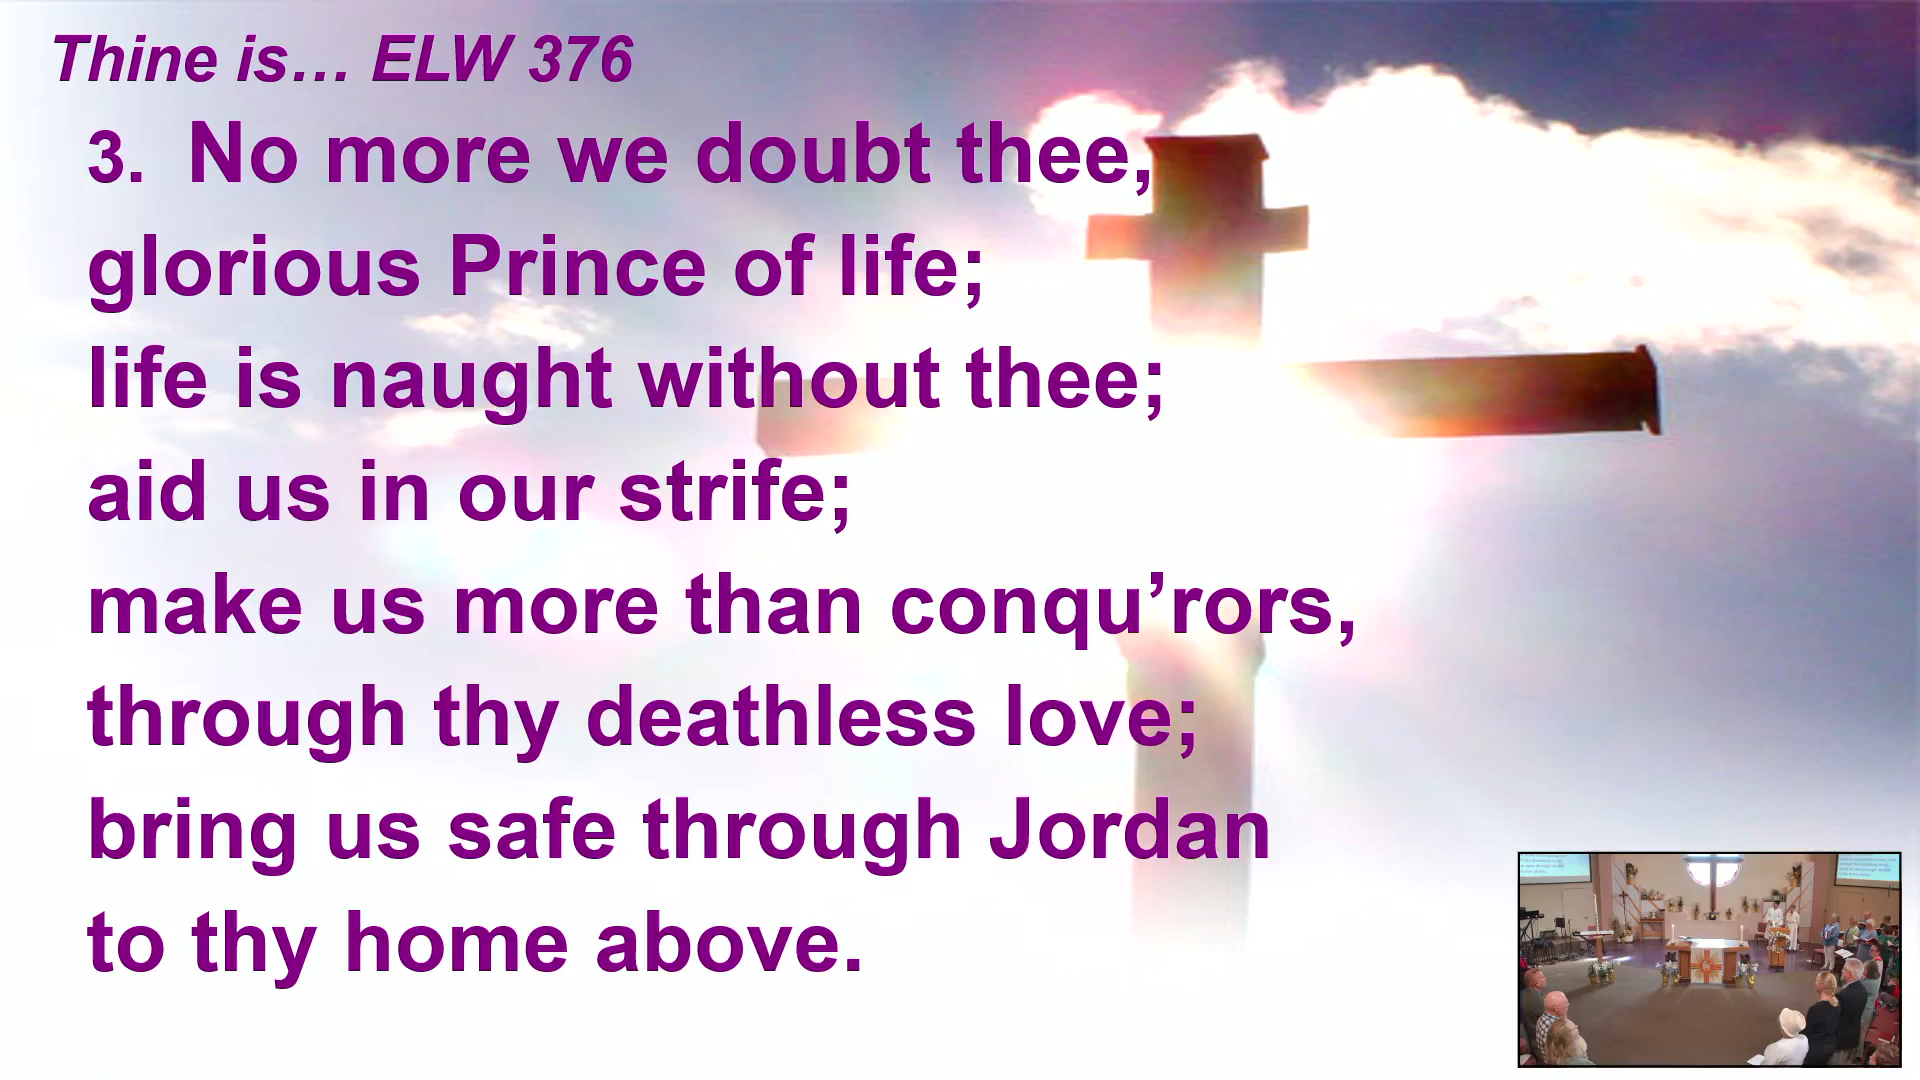 Thine is… ELW 376
3. No more we doubt thee,
glorious Prince of life;
life is naught without thee;
aid us in our strife;
make us more than conqu’rors,
through thy deathless love;
bring us safe through Jordan
to thy home above.